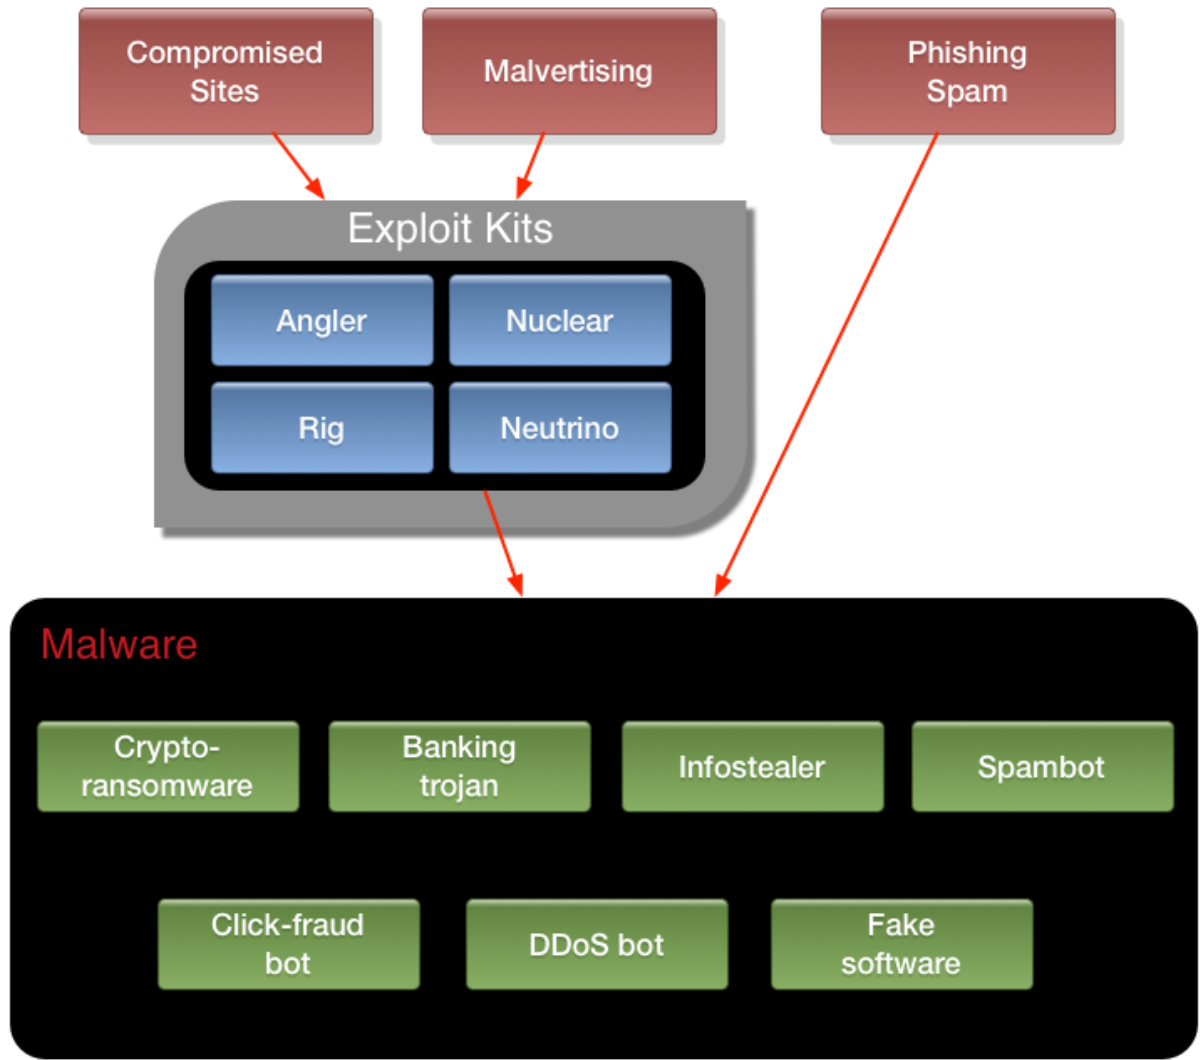 Compromised
Sites
Malvertising
Phishing
Spam
Exploit Kits
Angler
Nuclear
Rig
Neutrino
Malware
Crypto-
ransomware
Banking
trojan
Infostealer
Spambot
Click-fraud
bot
DDoS bot
Fake
software